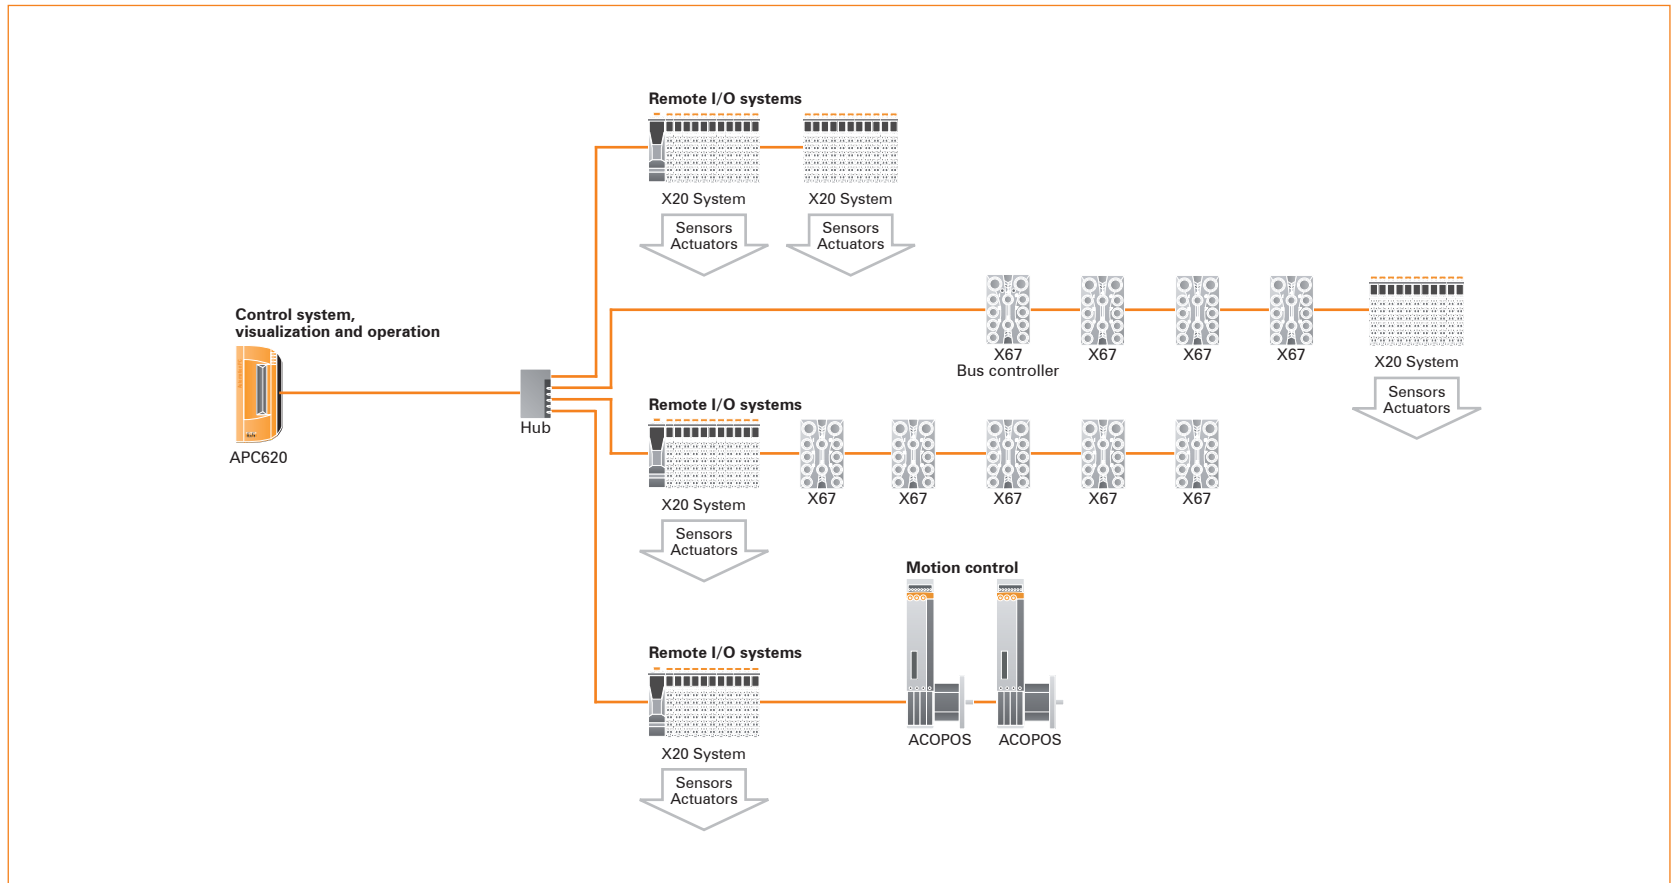 Remote I/O systems
X20 System
X20 System
Sensors
Actuators
Sensors
Actuators
Control system,
visualization and operation
APC620
Hub
X67
Bus controller
X67
X67
X67
X20 System
Sensors
Actuators
Remote I/O systems
X20 System
X67
X67
X67
X67
X67
Sensors
Actuators
Motion control
ACOPOS
ACOPOS
Remote I/O systems
X20 System
Sensors
Actuators